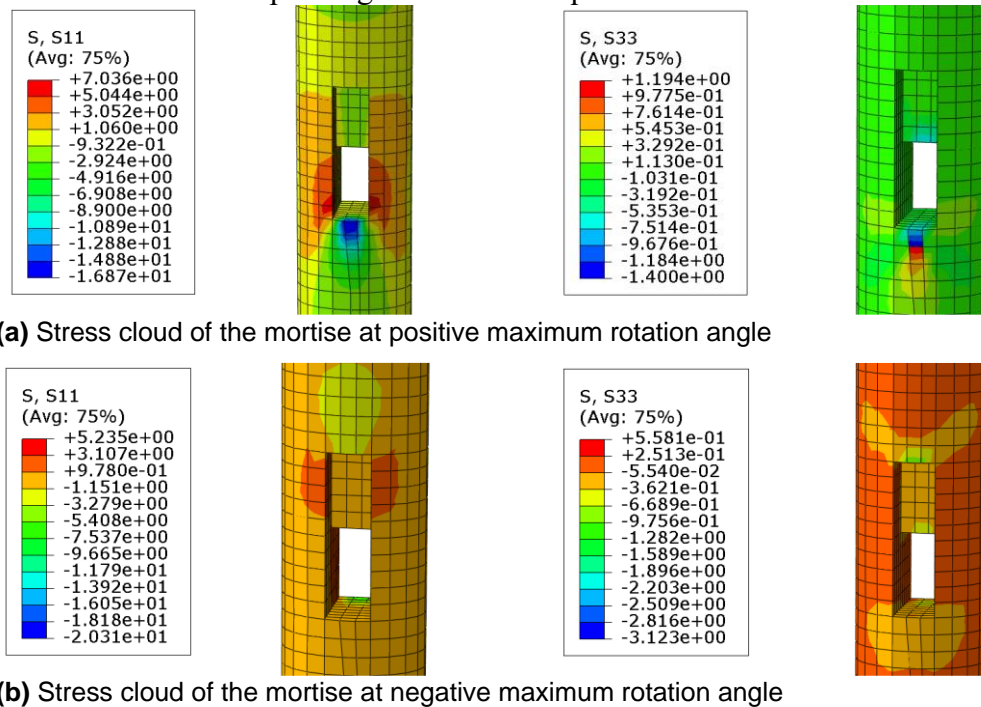 S, S11
(Avg: 75%)
+7.036e+00
+5.044e+00
+3.052e+00
+1.060e+00
-9.322e-01
-2.924e+00
-4.916e+00
-6.908e+00
-8.900e+00
-1.089e+01
-1.288e+01
-1.488e+01
-1.687e+01
S, S33
(Avg: 75%)
+1.194e+00
+9.775e-01
+7.614e-01
+5.453e-01
+3.292e-01
+1.130e-01
-1.031e-01
-3.192e-01
-5.353e-01
-7.514e-01
-9.676e-01
-1.184e+00
-1.400e+00
(a) Stress cloud of the mortise at positive maximum rotation angle
S, S11
(Avg: 75%)
+5.235e+00
+3.107e+00
+9.780e-01
-1.151e+00
-3.279e+00
-5.408e+00
-7.537e+00
-9.665e+00
-1.179e+01
-1.392e+01
-1.605e+01
-1.818e+01
-2.031e+01
S, S33
(Avg: 75%)
+5.581e-01
+2.513e-01
-5.540e-02
-3.621e-01
-6.689e-01
-9.756e-01
-1.282e+00
-1.589e+00
-1.896e+00
-2.203e+00
-2.509e+00
-2.816e+00
-3.123e+00
(b) Stress cloud of the mortise at negative maximum rotation angle